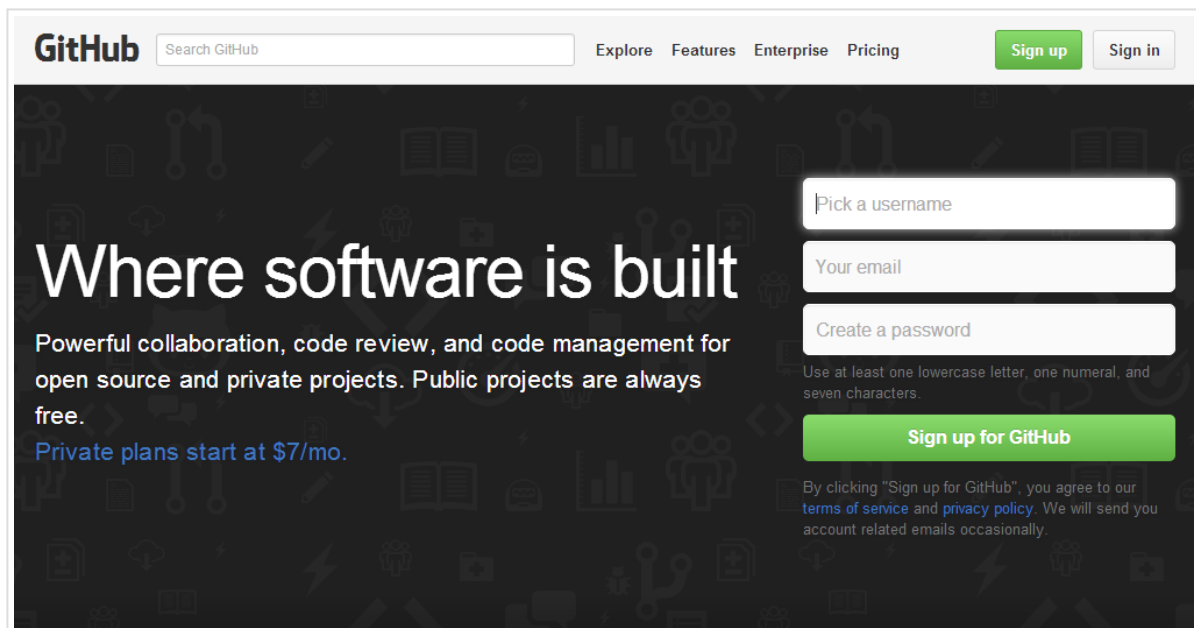 GitHub
Search GitHub
Explore Features Enterprise Pricing
Sign up
Sign in
Where software is built
Powerful collaboration, code review, and code management for
open source and private projects. Public projects are always
free.
Private plans start at $7/mo.
Pick a username
Your email
Create a password
Use at least one lowercase letter, one numeral, and
seven characters.
Sign up for GitHub
By clicking "Sign up for GitHub", you agree to our
terms of service and privacy policy. We will send you
account related emails occasionally.